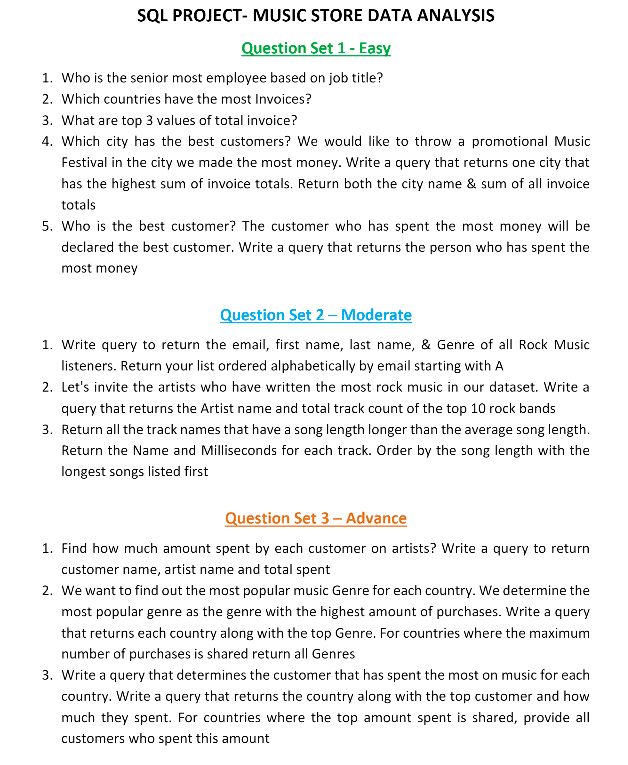 SQL PROJECT- MUSIC STORE DATA ANALYSIS
Question Set 1 - Easy
1. Who is the senior most employee based on job title?
2. Which countries have the most Invoices?
3. What are top 3 values of total invoice?
4. Which city has the best customers? We would like to throw a promotional Music
Festival in the city we made the most money. Write a query that returns one city that
has the highest sum of invoice totals. Return both the city name & sum of all invoice
totals
5. Who is the best customer? The customer who has spent the most money will be
declared the best customer. Write a query that returns the person who has spent the
most money
Question Set 2 – Moderate
1. Write query to return the email, first name, last name, & Genre of all Rock Music
listeners. Return your list ordered alphabetically by email starting with A
2. Let's invite the artists who have written the most rock music in our dataset. Write a
query that returns the Artist name and total track count of the top 10 rock bands
3. Return all the track names that have a song length longer than the average song length.
Return the Name and Milliseconds for each track. Order by the song length with the
longest songs listed first
Question Set 3 – Advance
1. Find how much amount spent by each customer on artists? Write a query to return
customer name, artist name and total spent
2. We want to find out the most popular music Genre for each country. We determine the
most popular genre as the genre with the highest amount of purchases. Write a query
that returns each country along with the top Genre. For countries where the maximum
number of purchases is shared return all Genres
3. Write a query that determines the customer that has spent the most on music for each
country. Write a query that returns the country along with the top customer and how
much they spent. For countries where the top amount spent is shared, provide all
customers who spent this amount